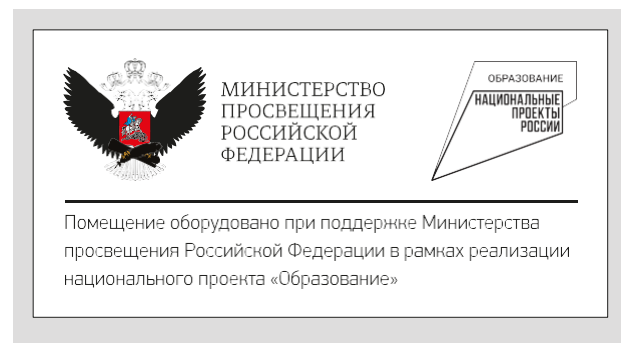 МИНИСТЕРСТВО
ПРОСВЕЩЕНИЯ
РОССИЙСКОЙ
ФЕДЕРАЦИИ
ОБРАЗОВАНИЕ
НАЦИОНАЛЬНЫЕ
ПРОЕКТЫ
РОССИИ
Помещение оборудовано при поддержке Министерства
просвещения Российской Федерации в рамках реализации
национального проекта «Образование»